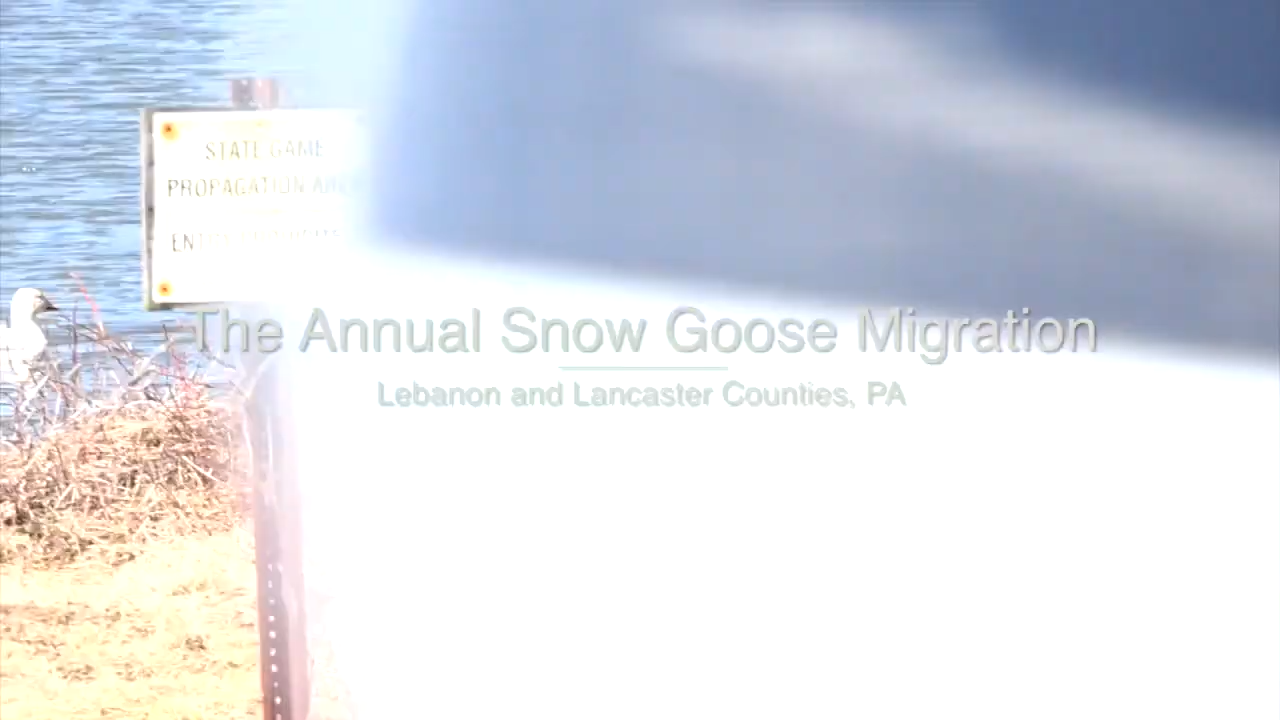 STATE GAME
PROPAGATION
The Annual Snow Goose Migration
Lebanon and Lancaster Counties, PA